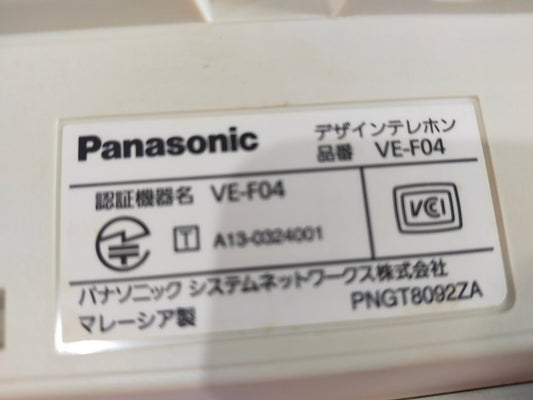 Panasonic
デザインテレホン
品番 VE-F04
認証機器名 VE-F04
T A13-0324001
VCI
パナソニック システムネットワークス株式会社
マレーシア製
PNGT8092ZA